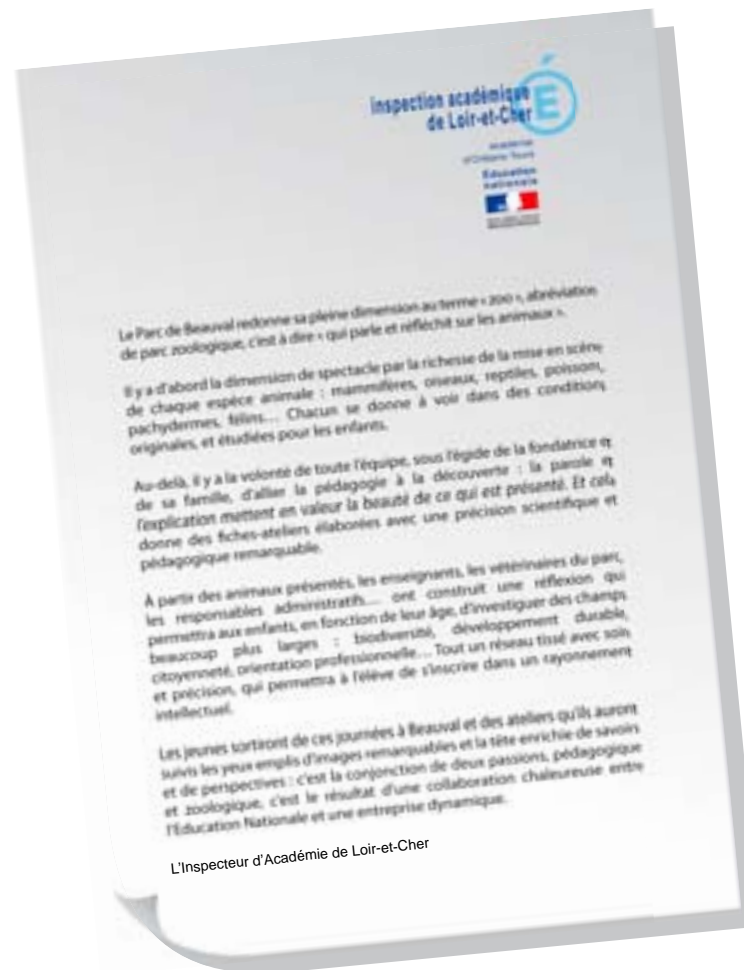 inspection académique
de Loir-et-Cher
É
académie
d'Orléans-Tours
Éducation
nationale
Le Parc de Beauval redonne sa pleine dimension au terme « zoo », abréviation
de parc zoologique, c'est à dire « qui parle et réfléchit sur les animaux ».
Il y a d'abord la dimension de spectacle par la richesse de la mise en scène
de chaque espèce animale : mammifères, oiseaux, reptiles, poissons,
pachydermes, félins… Chacun se donne à voir dans des conditions
originales, et étudiées pour les enfants.
Au-delà, il y a la volonté de toute l'équipe, sous l'égide de la fondatrice et
de sa famille, d'allier la pédagogie à la découverte : la parole et
l'explication mettent en valeur la beauté de ce qui est présenté. Et cela
donne des fiches-ateliers élaborées avec une précision scientifique et
pédagogique remarquable.
À partir des animaux présentés, les enseignants, les vétérinaires du parc,
les responsables administratifs… ont construit une réflexion qui
permettra aux enfants, en fonction de leur âge, d'investiguer des champs
beaucoup plus larges : biodiversité, développement durable,
citoyenneté, orientation professionnelle… Tout un réseau tissé avec soin
et précision, qui permettra à l'élève de s'inscrire dans un rayonnement
intellectuel.
Les jeunes sortiront de ces journées à Beauval et des ateliers qu'ils auront
suivis les yeux emplis d'images remarquables et la tête enrichie de savoirs
et de perspectives : c'est la conjonction de deux passions, pédagogique
et zoologique, c'est le résultat d'une collaboration chaleureuse entre
l'Education Nationale et une entreprise dynamique.
L'Inspecteur d'Académie de Loir-et-Cher